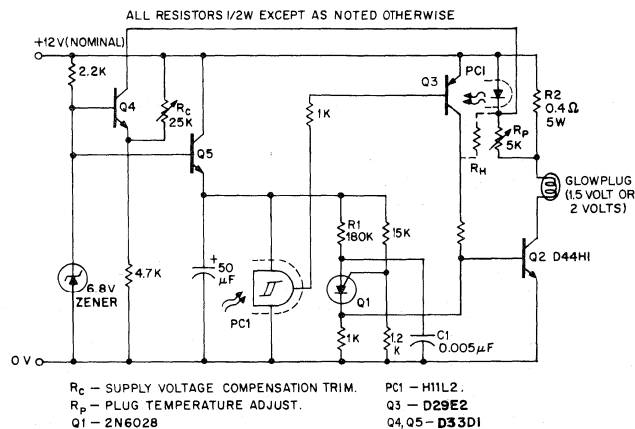 ALL RESISTORS 1/2W EXCEPT AS NOTED OTHERWISE
+12V(NOMINAL)
2.2K
Q4
RC
25K
Q5
1K
Q3
PC1
R2
0.4Ω
5W
RP
5K
RH
GLOWPLUG
(1.5 VOLT OR
2 VOLTS)
R1
180K
15K
Q2 D44H1
+
50
μF
6.8V
ZENER
4.7K
PC1
Q1
1K
1.2
K
C1
0.005μF
0V
RC – SUPPLY VOLTAGE COMPENSATION TRIM.
RP – PLUG TEMPERATURE ADJUST.
Q1 – 2N6028
PC1 – H11L2.
Q3 – D29E2
Q4,Q5 – D33D1